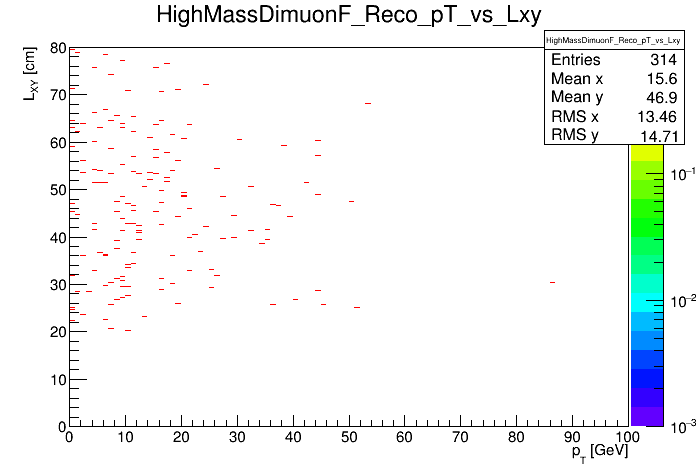 HighMassDimuonF_Reco_pT_vs_Lxy
HighMassDimuonF_Reco_pT_vs_Lxy
Entries 314
Mean x 15.6
Mean y 46.9
RMS x 13.46
RMS y 14.71
L_XY [cm]
80
70
60
50
40
30
20
10
0
0 10 20 30 40 50 60 70 80 90 100
p_T [GeV]
10^-1
10^-2
10^-3